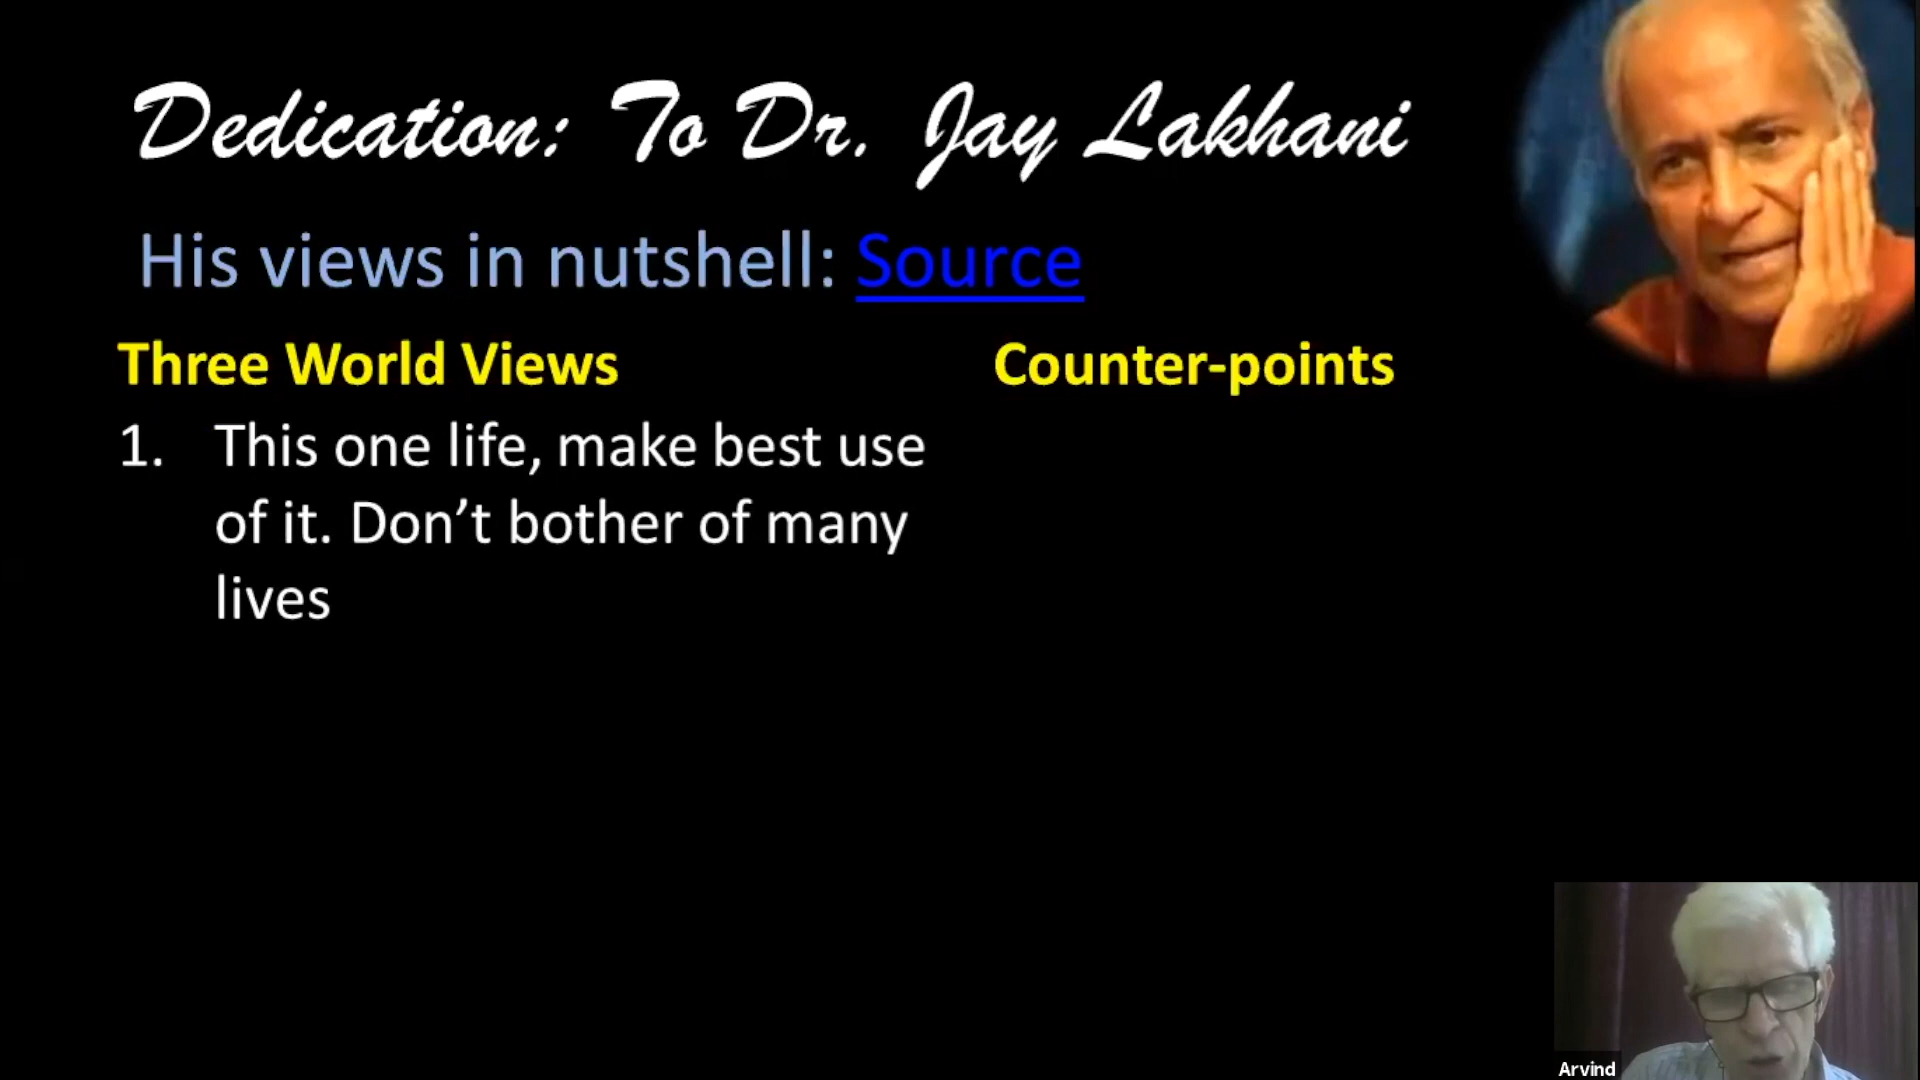 Dedication: To Dr. Jay Lakhani
His views in nutshell: Source
Three World Views
Counter-points
1. This one life, make best use
of it. Don’t bother of many
lives
Arvind